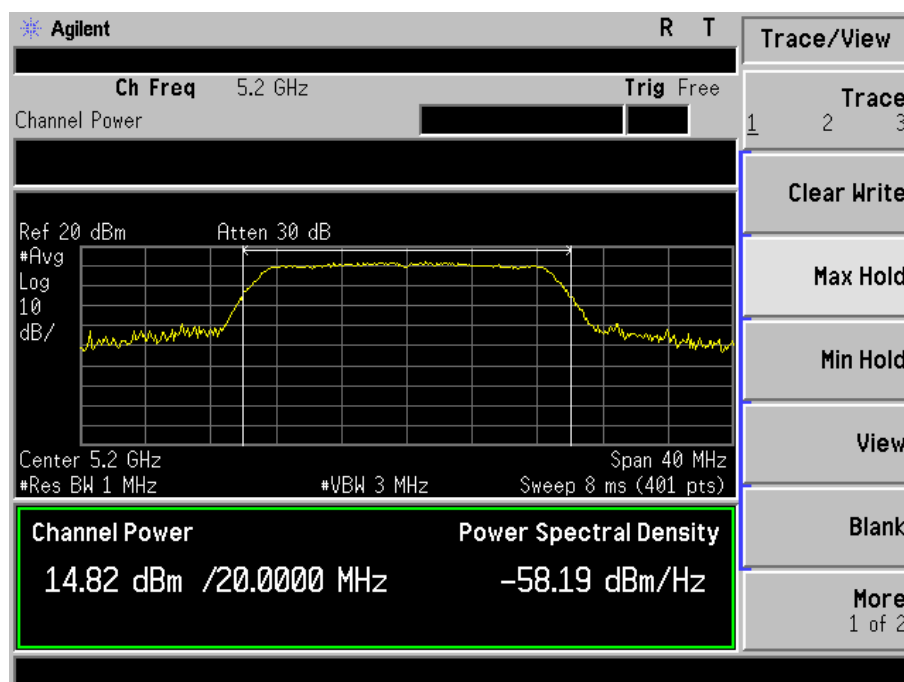 Agilent
R T
Trace/View
Ch Freq 5.2 GHz
Trig Free
Channel Power
Trace
1 2 3
Clear Write
Ref 20 dBm
Atten 30 dB
#Avg
Log
10
dB/
Max Hold
Min Hold
Center 5.2 GHz
Span 40 MHz
#Res BW 1 MHz
#VBW 3 MHz
Sweep 8 ms (401 pts)
View
Channel Power
Power Spectral Density
14.82 dBm /20.0000 MHz
-58.19 dBm/Hz
Blank
More
1 of 2